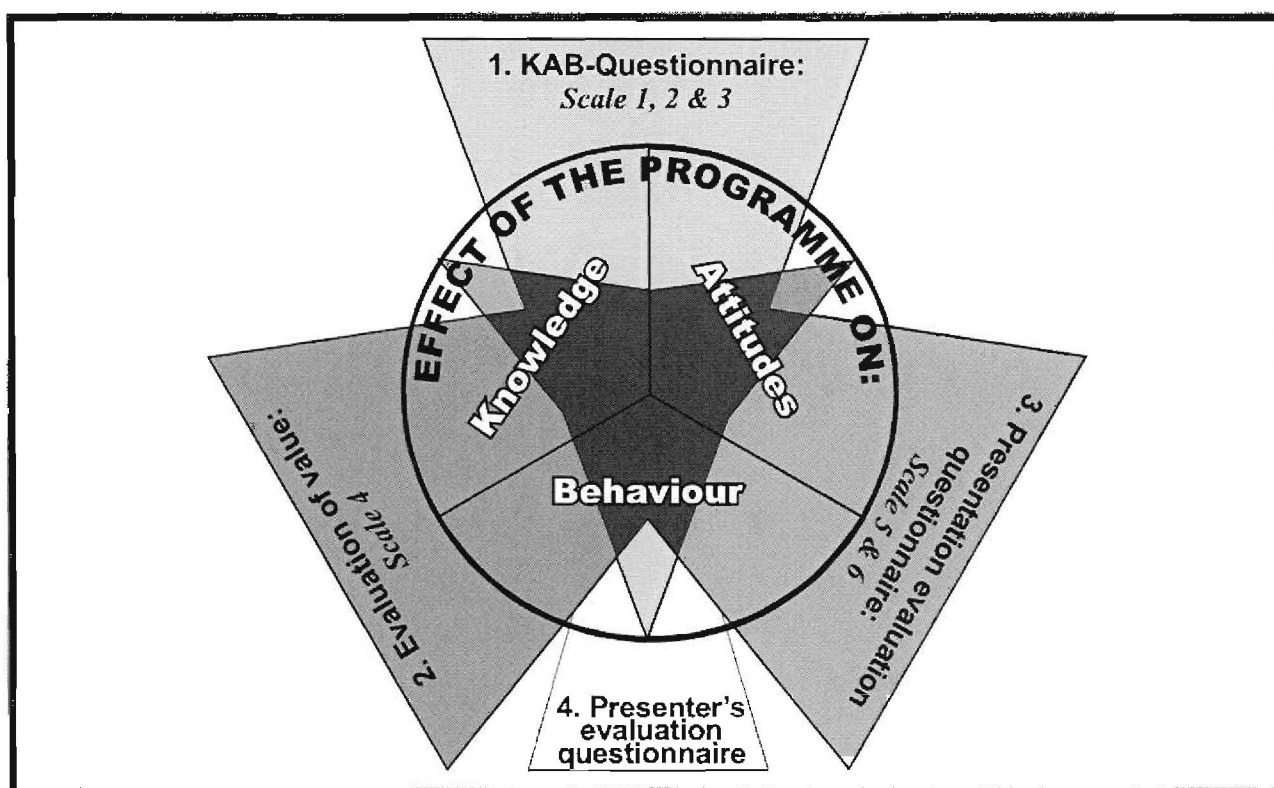 1. KAB-Questionnaire:
Scale 1, 2 & 3
EFFECT OF THE PROGRAMME ON:
Knowledge
Attitudes
Behaviour
2. Evaluation of value:
Scale 4
3. Presentation evaluation
questionnaire:
Scale 5 & 6
4. Presenter's
evaluation
questionnaire